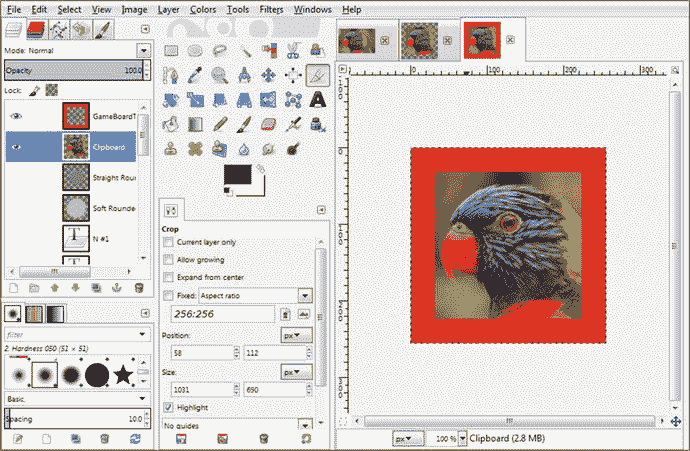 File Edit Select View Image Layer Colors Tools Filters Windows Help
Mode: Normal
Opacity 100.0
Lock:
GameBoardT
Clipboard
Straight Rour
Soft Rounde
N #1
filter
2. Hardness 050 (51 × 51)
Basic.
Spacing 10.0
Crop
Current layer only
Allow growing
Expand from center
Fixed: Aspect ratio
256:256
Position: px
58 112
Size: px
1031 690
Highlight
No guides
0 100 200 300
px 100 % Clipboard (2.8 MB)